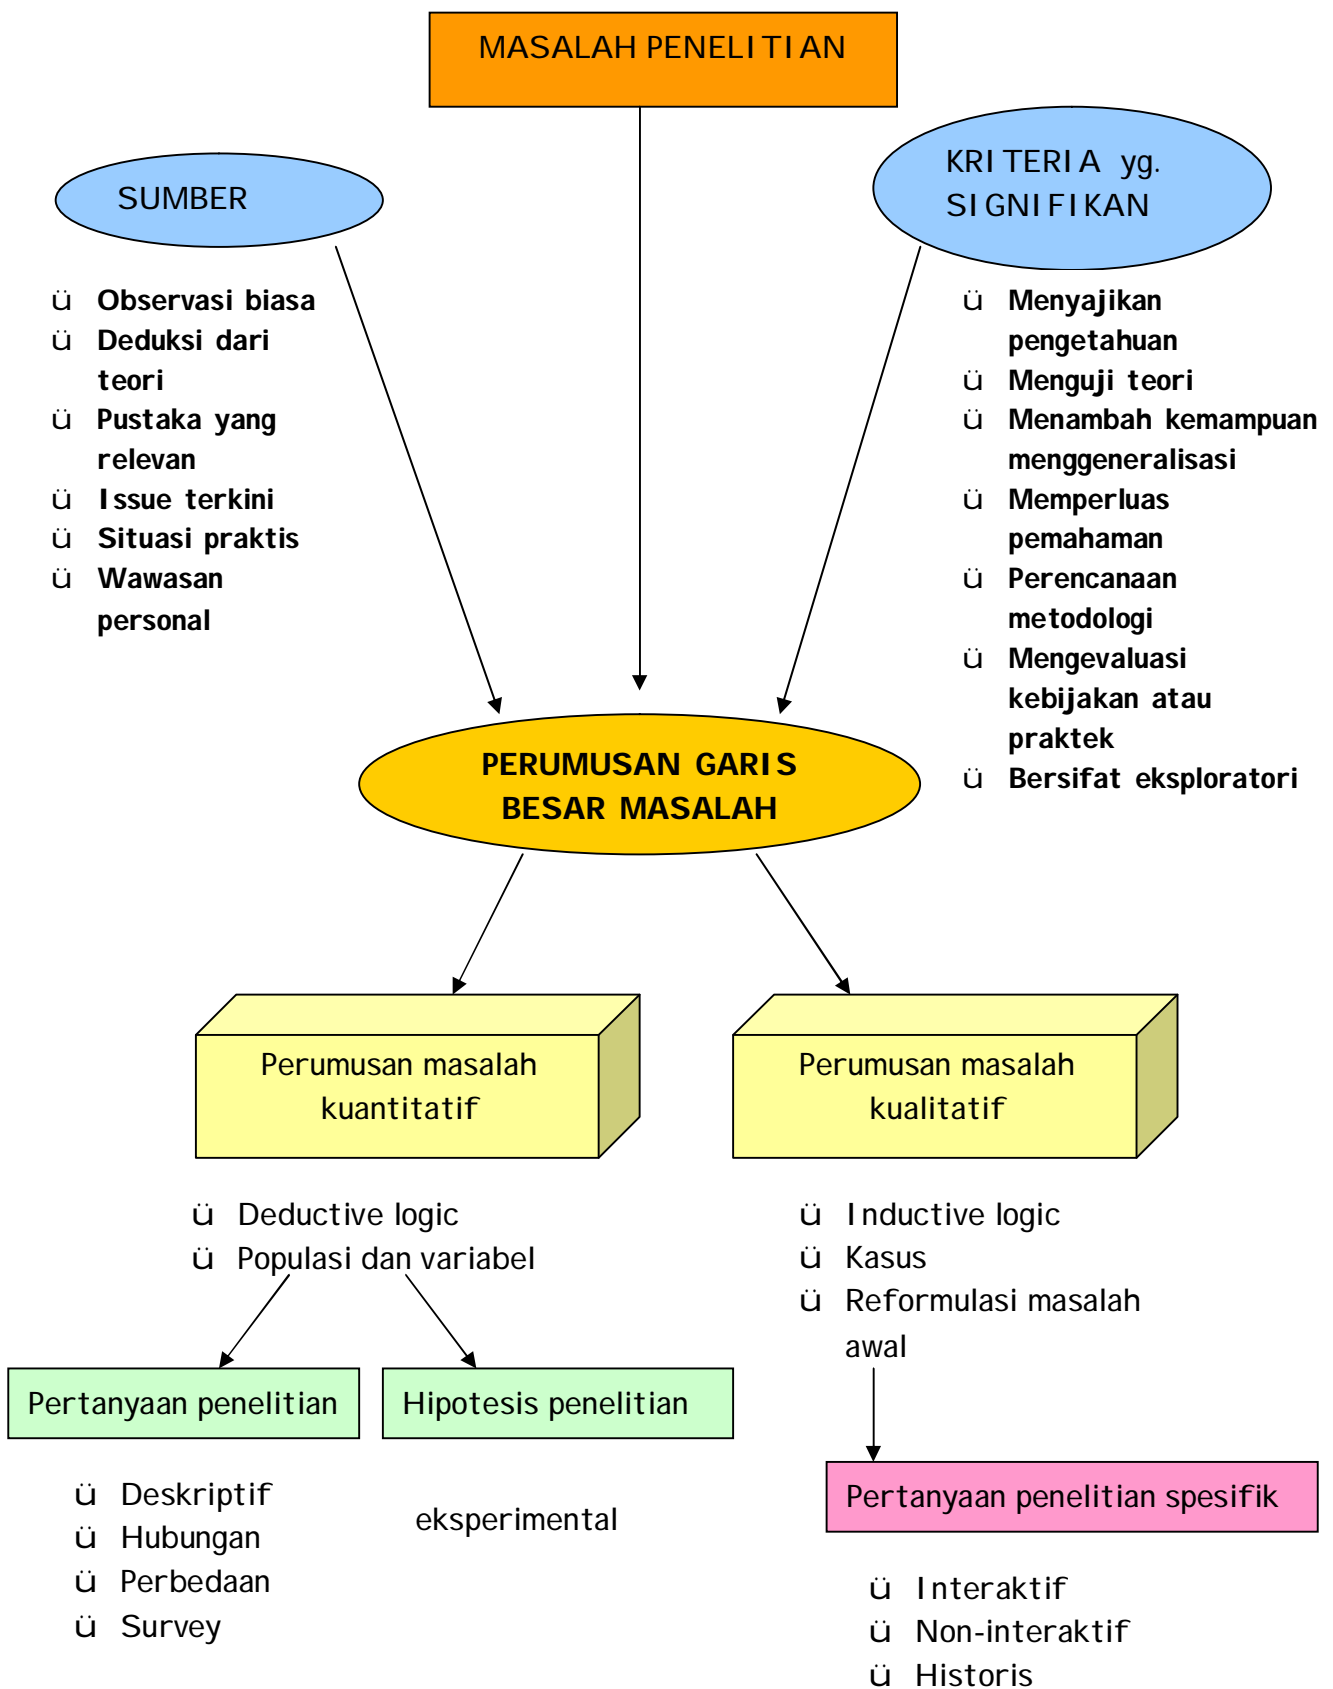 MASALAH PENELITIAN
SUMBER
KRITERIA yg.
SIGNIFIKAN
ü Observasi biasa
ü Deduksi dari
teori
ü Pustaka yang
relevan
ü Issue terkini
ü Situasi praktis
ü Wawasan
personal
ü Menyajikan
pengetahuan
ü Menguji teori
ü Menambah kemampuan
menggeneralisasi
ü Memperluas
pemahaman
ü Perencanaan
metodologi
ü Mengevaluasi
kebijakan atau
praktek
ü Bersifat eksploratori
PERUMUSAN GARIS
BESAR MASALAH
Perumusan masalah
kuantitatif
Perumusan masalah
kualitatif
ü Deductive logic
ü Populasi dan variabel
ü Inductive logic
ü Kasus
ü Reformulasi masalah
awal
Pertanyaan penelitian
Hipotesis penelitian
ü Deskriptif
ü Hubungan
ü Perbedaan
ü Survey
eksperimental
Pertanyaan penelitian spesifik
ü Interaktif
ü Non-interaktif
ü Historis